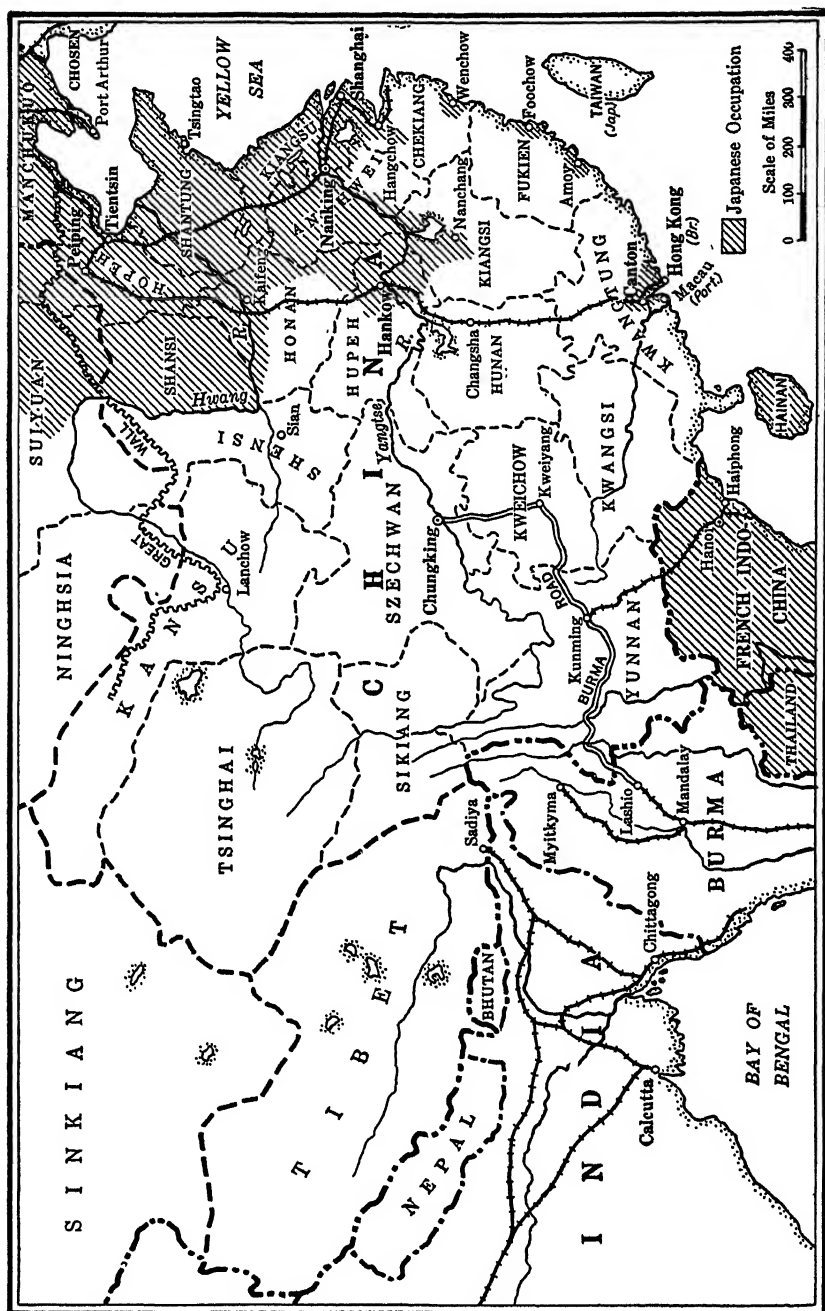 SINKIANG
NINGHSIA
SUIYUAN
MANCHUKUO
CHOSEN
Port Arthur
Peiping
Tientsin
Tsingtao
YELLOW
SEA
GREAT
WALL
KANSU
Lanchow
TSINGHAI
SHENSI
Sian
Hwang
R.
SHANSI
HOPEH
SHANTUNG
Kaifeng
HONAN
KIANGSU
ANHWEI
Nanking
Shanghai
Hangchow
CHEKIANG
Wenchow
TIBET
SIKIANG
CHINA
SZECHWAN
Chungking
Yangtse
R.
HUPEH
Hankow
Nanchang
KIANGSI
Changsha
HUNAN
FUKIEN
Foochow
Amoy
TAIWAN
(Jap)
NEPAL
BHUTAN
Sadiya
KWEICHOW
Kweiyang
BURMA
ROAD
Kunming
YUNNAN
KWANGSI
KWANGTUNG
Canton
Hong Kong
(Br.)
Macau
(Port.)
HAINAN
INDIA
Calcutta
Chittagong
BAY OF
BENGAL
Myitkyma
Lashio
Mandalay
BURMA
THAILAND
FRENCH INDO-
CHINA
Hanoi
Haiphong
Japanese Occupation
Scale of Miles
0 100 200 300 400